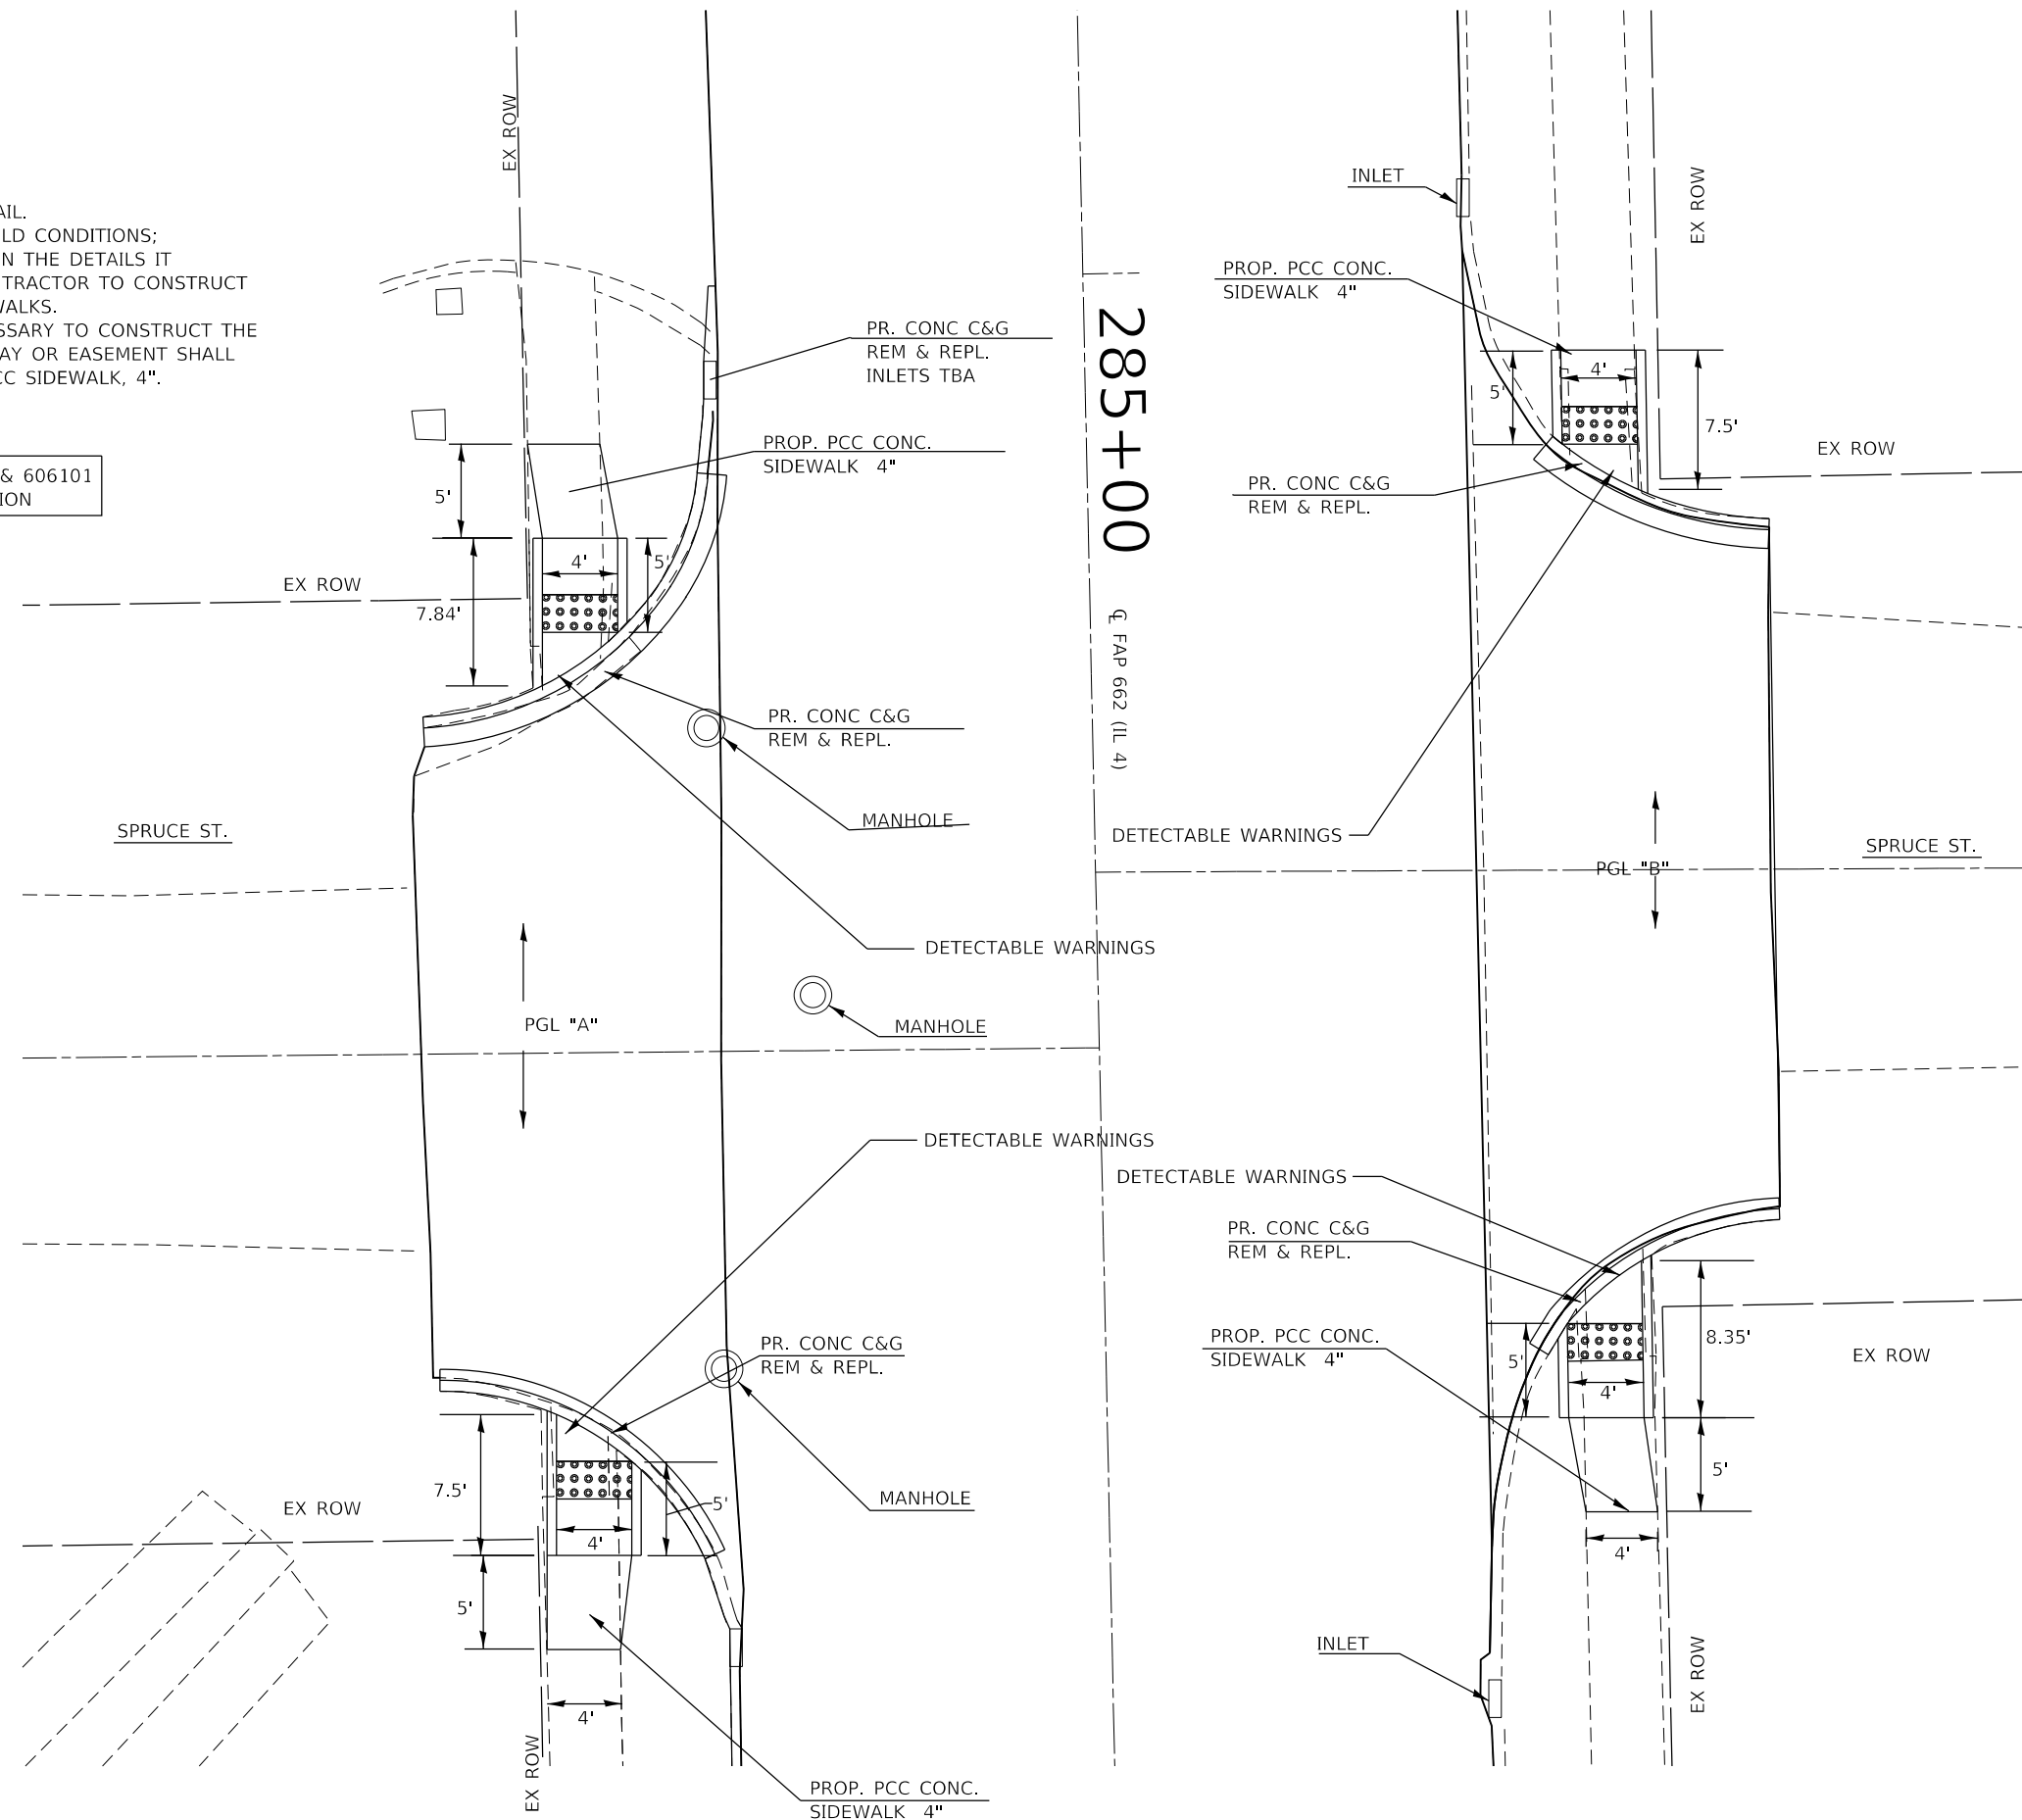 AIL.
LD CONDITIONS;
N THE DETAILS IT
TRACTOR TO CONSTRUCT
WALKS.
SSARY TO CONSTRUCT THE
AY OR EASEMENT SHALL
CC SIDEWALK, 4".
& 606101
ION
EX ROW
PR. CONC C&G
REM & REPL.
INLETS TBA
PROP. PCC CONC.
SIDEWALK 4"
5'
4'
5'
7.84'
EX ROW
PR. CONC C&G
REM & REPL.
MANHOLE
SPRUCE ST.
DETECTABLE WARNINGS
MANHOLE
PGL "A"
DETECTABLE WARNINGS
PR. CONC C&G
REM & REPL.
MANHOLE
7.5'
5'
4'
EX ROW
5'
4'
EX ROW
PROP. PCC CONC.
SIDEWALK 4"
285+00
℄ FAP 662 (IL 4)
INLET
EX ROW
PROP. PCC CONC.
SIDEWALK 4"
5'
4'
7.5'
EX ROW
PR. CONC C&G
REM & REPL.
DETECTABLE WARNINGS
SPRUCE ST.
PGL "B"
DETECTABLE WARNINGS
PR. CONC C&G
REM & REPL.
PROP. PCC CONC.
SIDEWALK 4"
5'
4'
8.35'
EX ROW
5'
4'
INLET
EX ROW